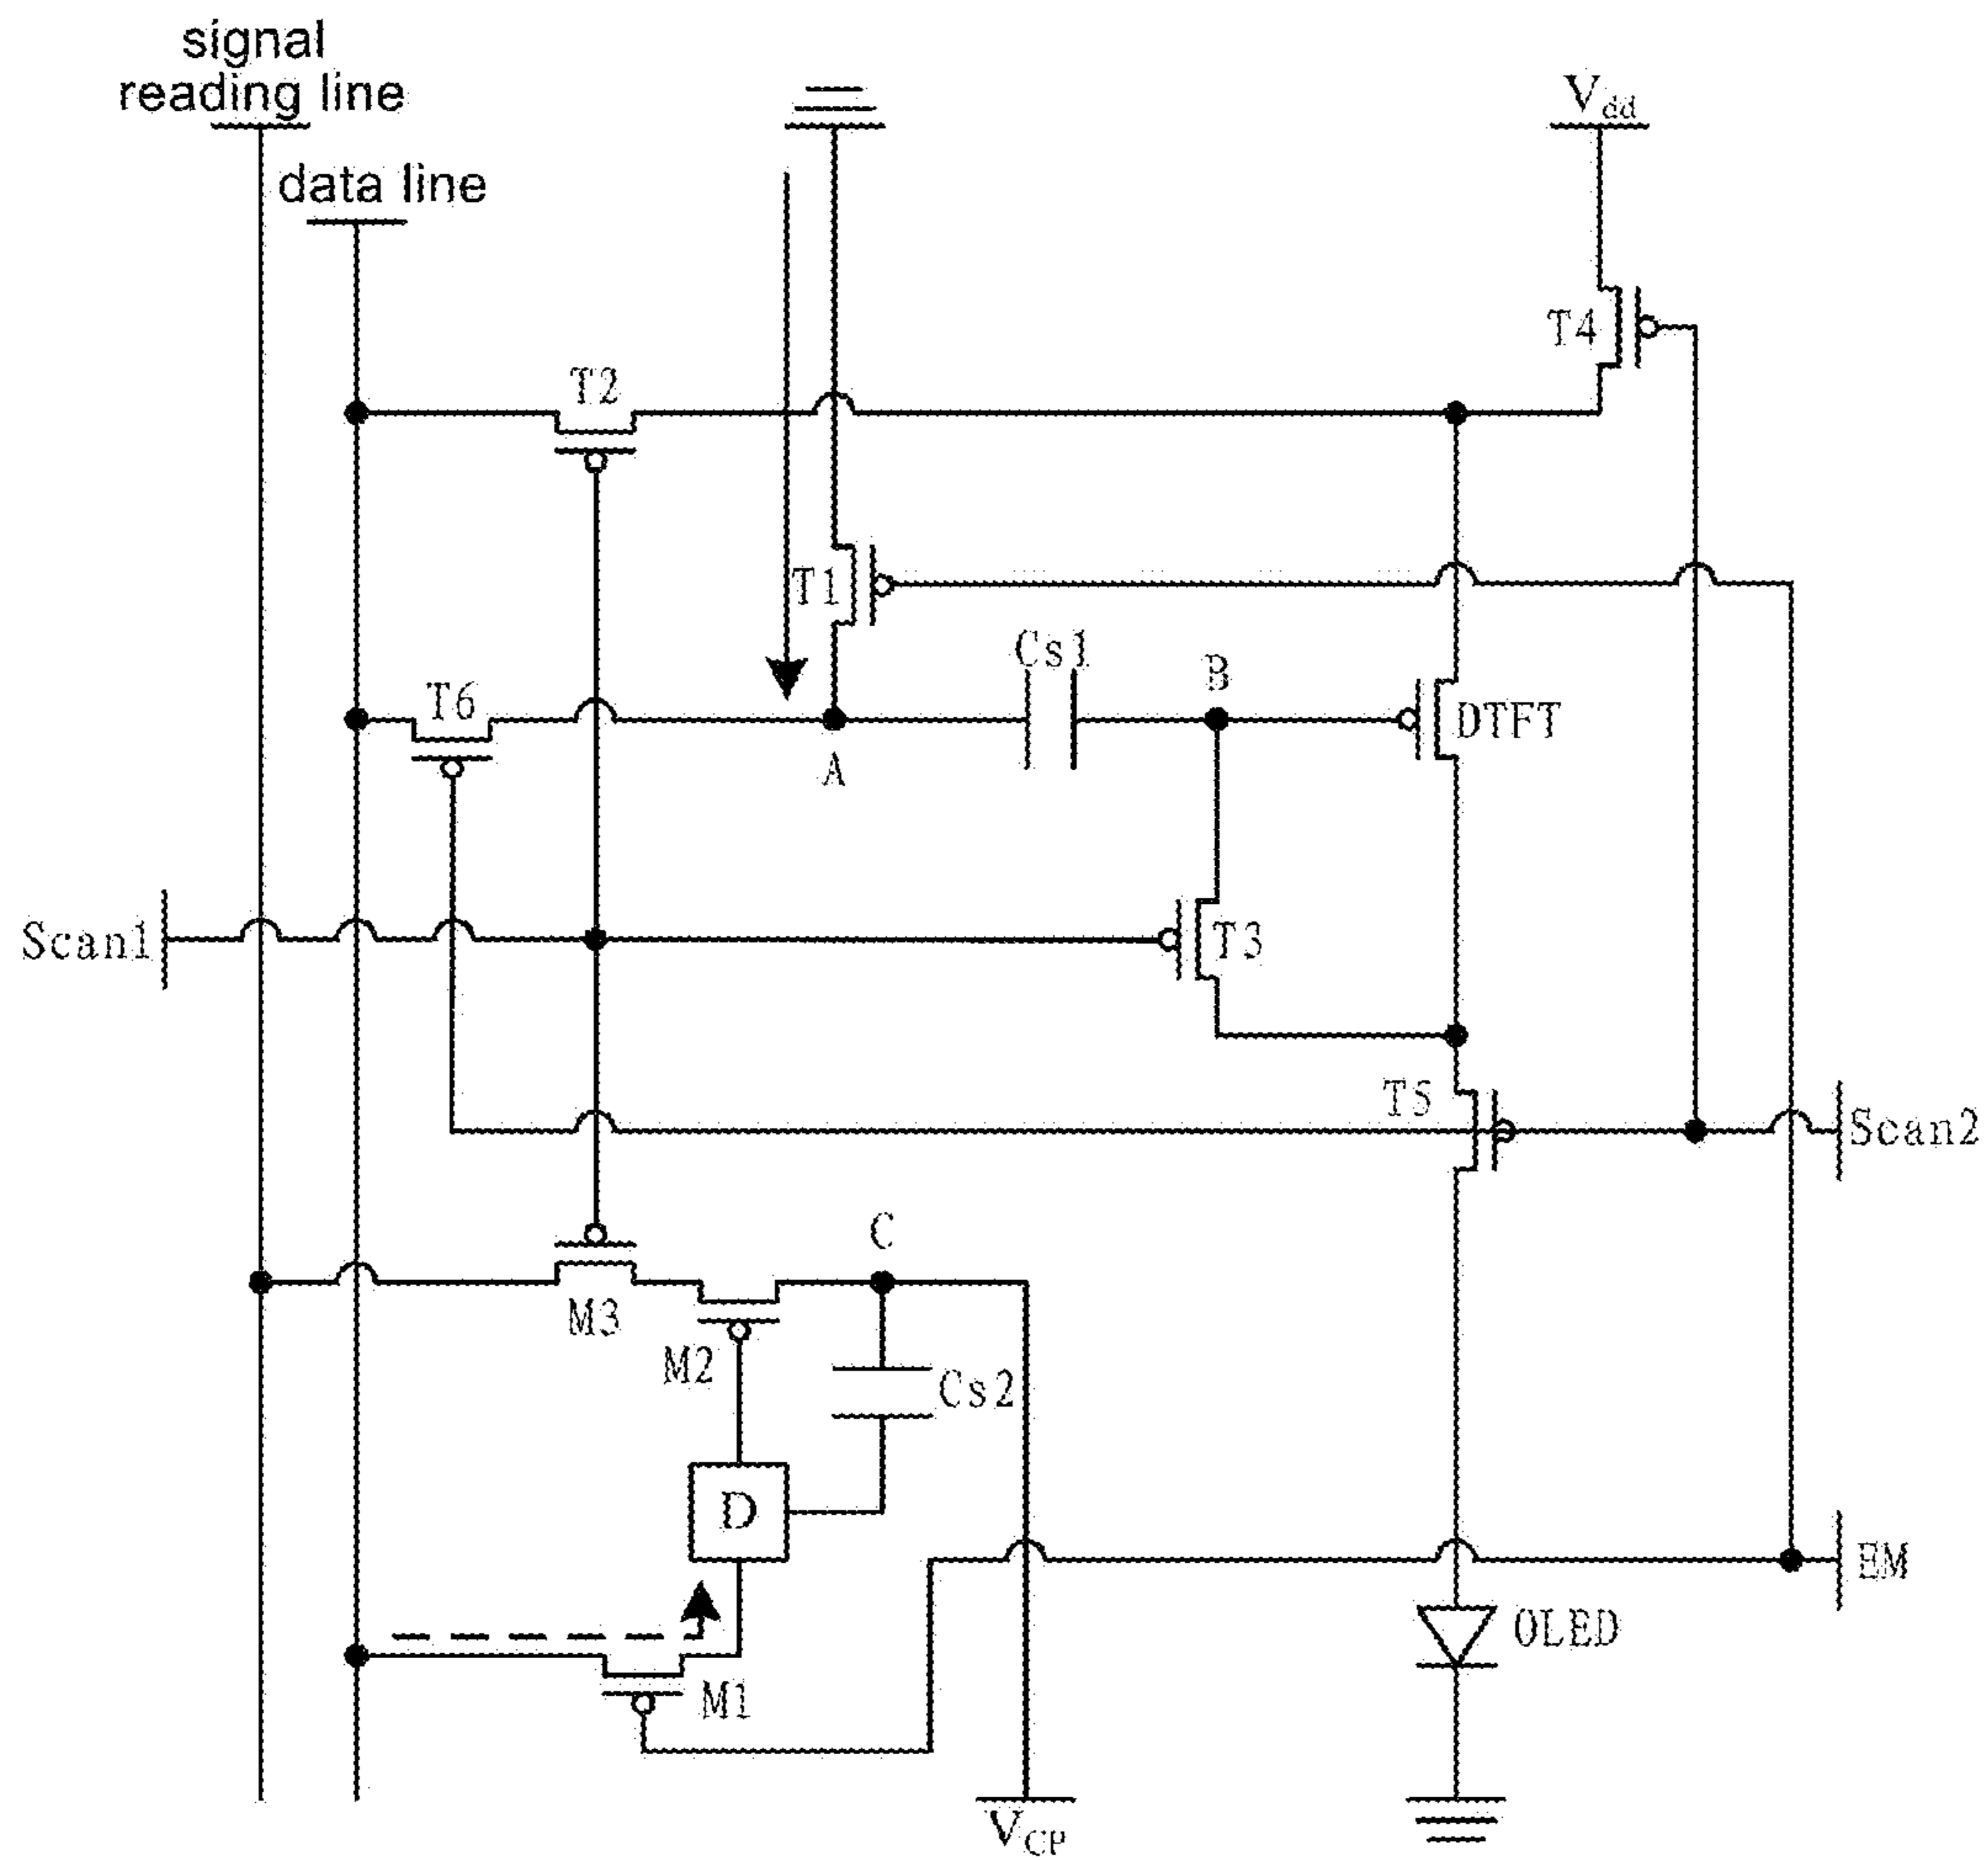 signal
reading line
data line
Vdd
T4
T2
T1
Cs1
B
T6
DTFT
A
Scan1
T3
T5
Scan2
C
M3
M2
Cs2
D
EM
OLED
M1
VCP